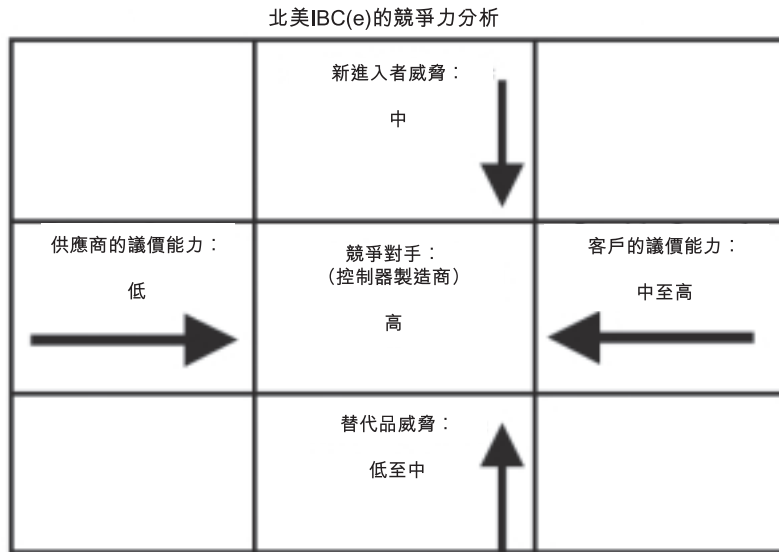 北美IBC(e)的競爭力分析
新進入者威脅：
中
供應商的議價能力：
低
競爭對手：
（控制器製造商）
高
客戶的議價能力：
中至高
替代品威脅：
低至中